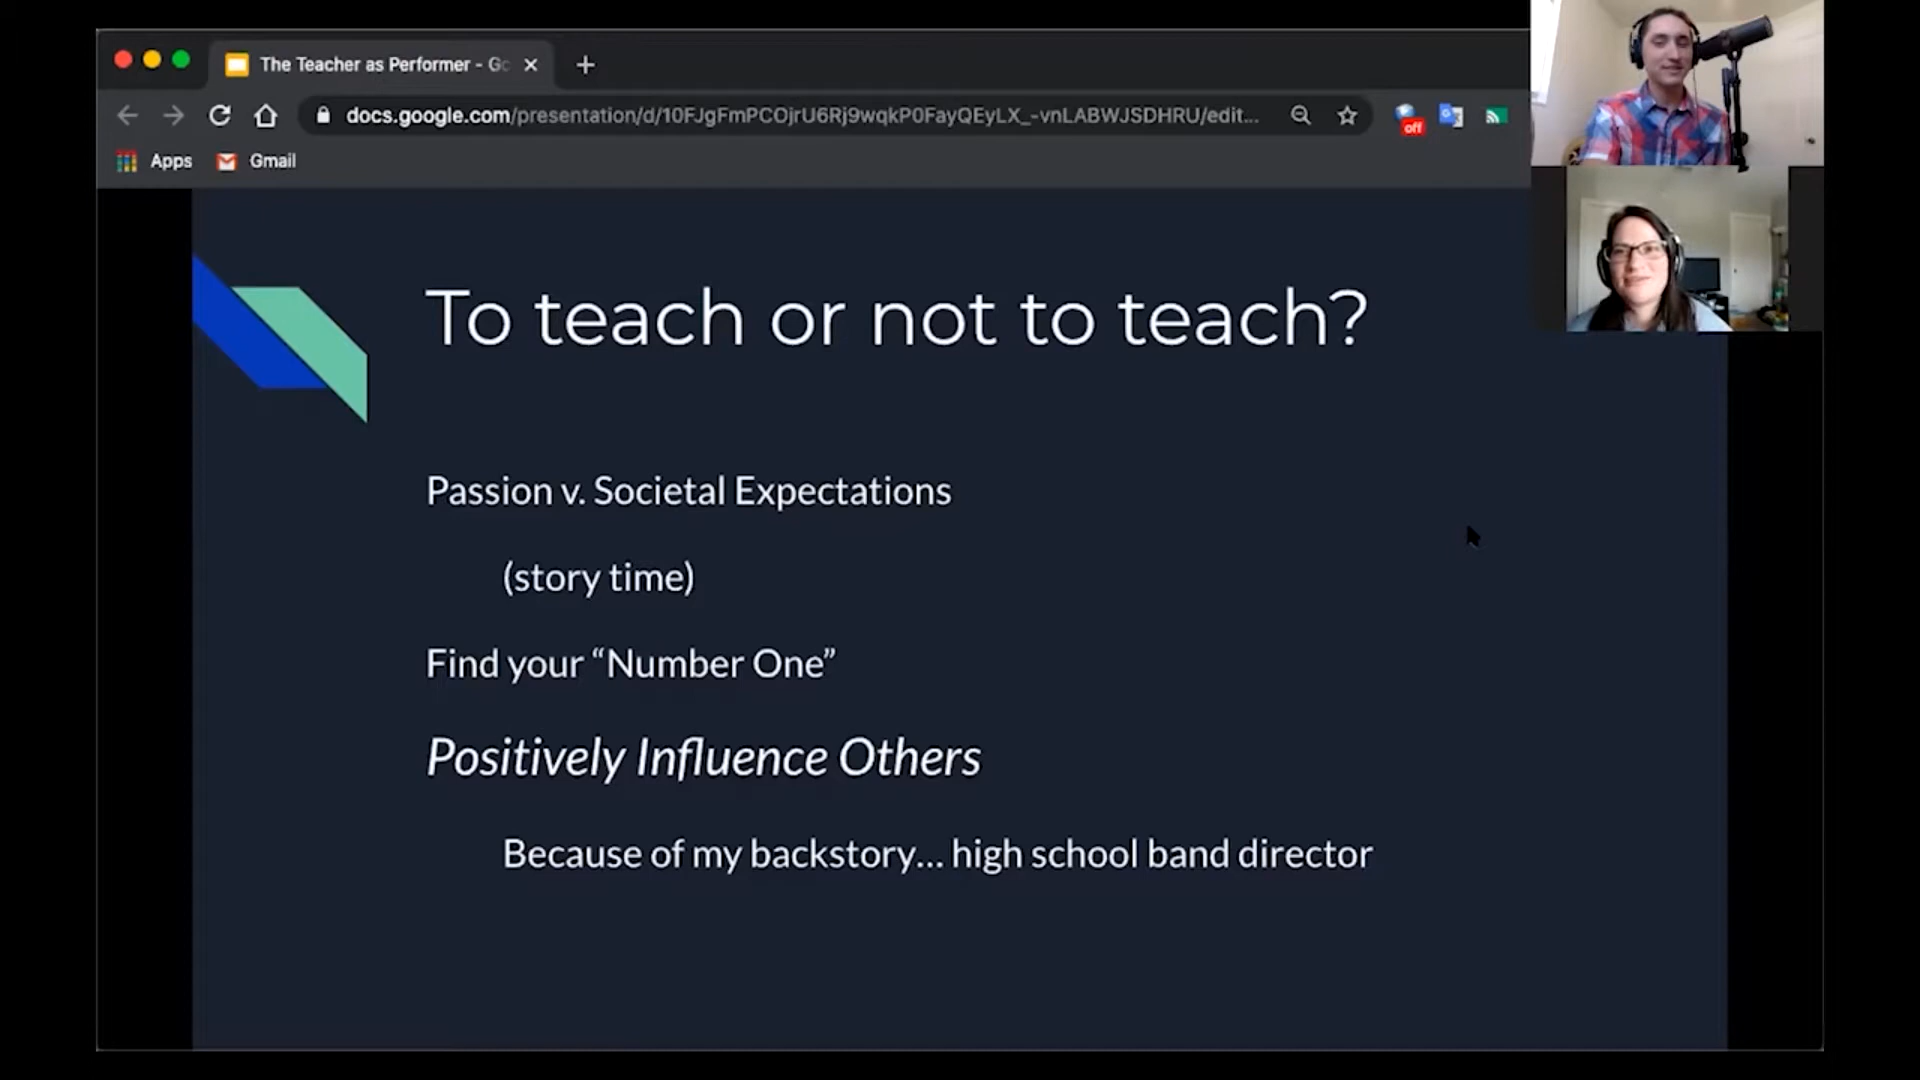 The Teacher as Performer - Go
docs.google.com/presentation/d/10FJgFmPCOjrU6Rj9wqkP0FayQEyLX_-vnLABWJSDHRU/edit...
off
Apps
Gmail
To teach or not to teach?
Passion v. Societal Expectations
(story time)
Find your “Number One”
Positively Influence Others
Because of my backstory... high school band director